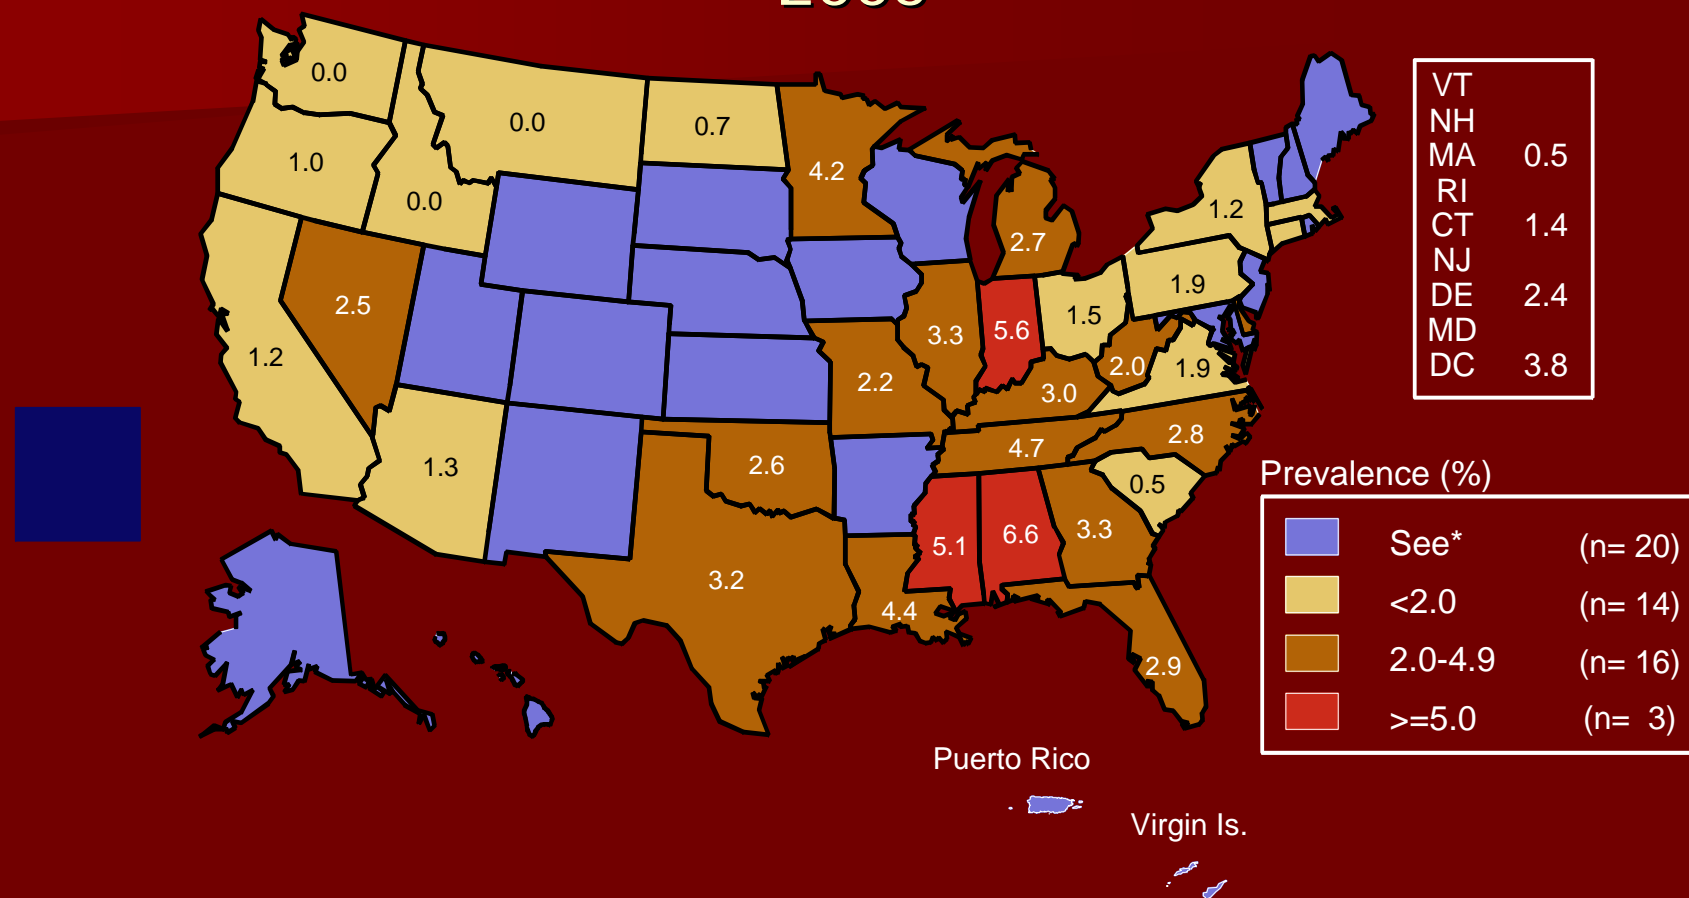 0.0
0.0
0.7
4.2
1.0
0.0
2.7
1.2
1.9
2.5
1.2
3.3
5.6
1.5
2.0
1.9
2.2
3.0
1.3
2.6
4.7
2.8
0.5
3.2
5.1
6.6
3.3
4.4
2.9
VT
NH
MA 0.5
RI
CT 1.4
NJ
DE 2.4
MD
DC 3.8
Prevalence (%)
See* (n= 20)
<2.0 (n= 14)
2.0-4.9 (n= 16)
>=5.0 (n= 3)
Puerto Rico
Virgin Is.